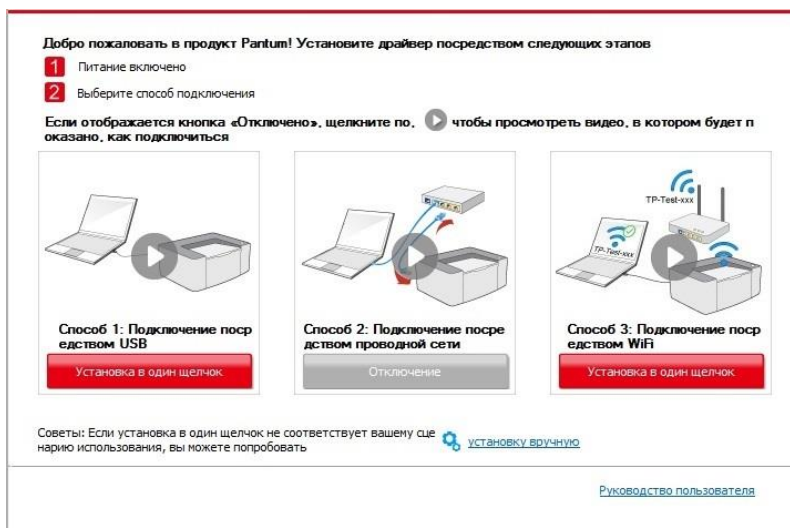 Добро пожаловать в продукт Pantum! Установите драйвер посредством следующих этапов
1 Питание включено
2 Выберите способ подключения
Если отображается кнопка «Отключено», щелкните по, чтобы просмотреть видео, в котором будет п
оказано, как подключиться
TP-Test-xxx
TP-Test-xxx
Способ 1: Подключение поср
едством USB
Установка в один щелчок
Способ 2: Подключение посре
дством проводной сети
Отключение
Способ 3: Подключение поср
едством WiFi
Установка в один щелчок
Советы: Если установка в один щелчок не соответствует вашему сце
нарию использования, вы можете попробовать
установку вручную
Руководство пользователя